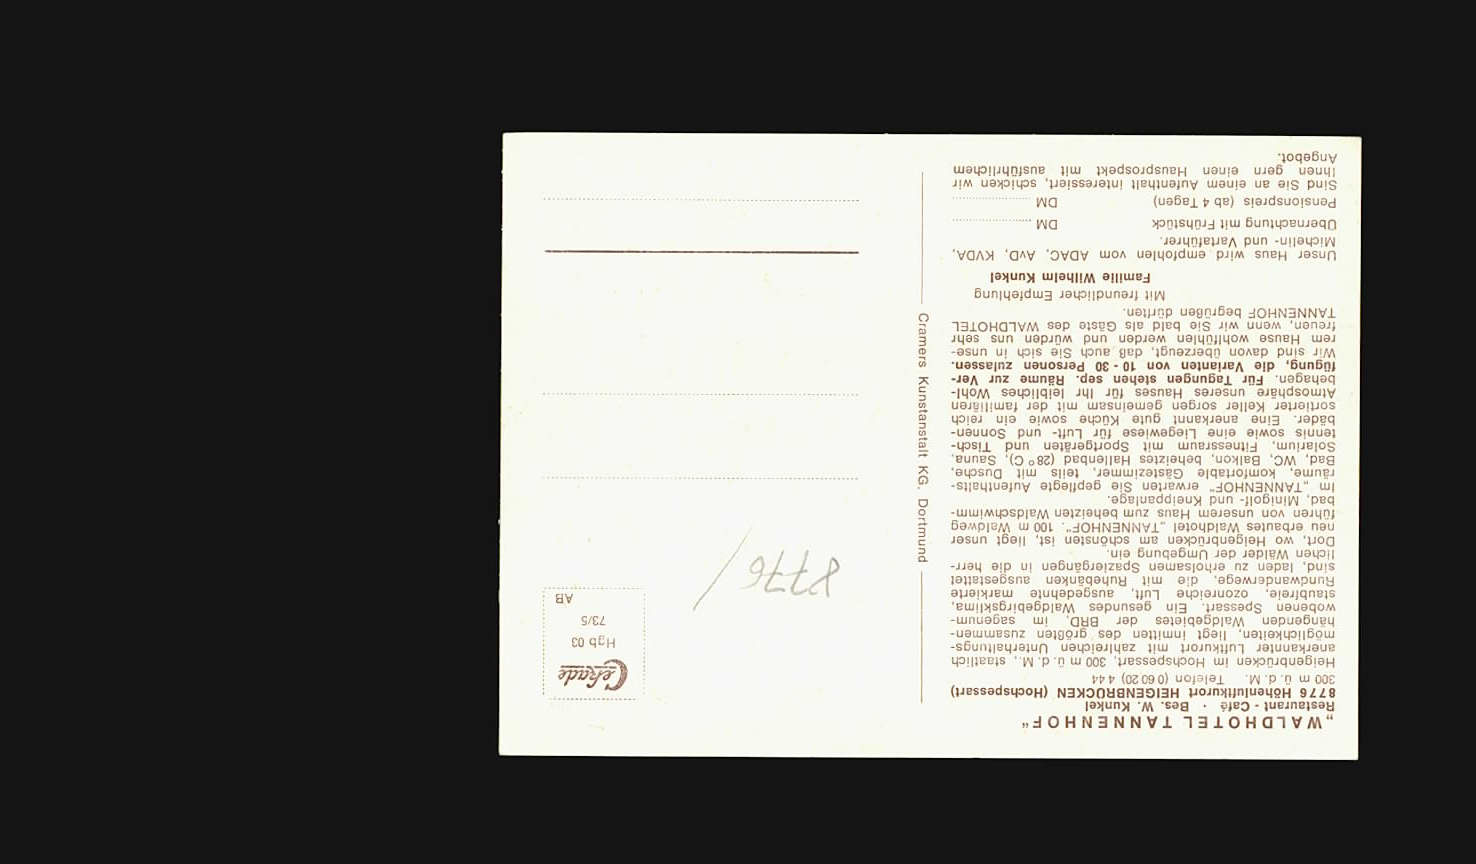 „WALDHOTEL TANNENHOF“
Restaurant - Café · Bes. W. Kunkel
8776 Höhenluftkurort HEIGENBRÜCKEN (Hochspessart)
300 m ü. d. M. Telefon (0 60 20) 4 44
Heigenbrücken im Hochspessart, 300 m ü. d. M., staatlich
anerkannter Luftkurort mit zahlreichen Unterhaltungs-
möglichkeiten, liegt inmitten des größten zusammen-
hängenden Waldgebietes der BRD, im sagenum-
wobenen Spessart. Ein gesundes Waldgebirgsklima,
staubfreie, ozonreiche Luft, ausgedehnte markierte
Rundwanderwege, die mit Ruhebänken ausgestattet
sind, laden zu erholsamen Spaziergängen in die herr-
lichen Wälder der Umgebung ein.
Dort, wo Heigenbrücken am schönsten ist, liegt unser
neu erbautes Waldhotel „TANNENHOF“. 100 m Waldweg
führen von unserem Haus zum beheizten Waldschwimm-
bad, Minigolf- und Kneippanlage.
Im „TANNENHOF“ erwarten Sie gepflegte Aufenthalts-
räume, komfortable Gästezimmer, teils mit Dusche,
Bad, WC, Balkon, beheiztes Hallenbad (28° C), Sauna,
Solarium, Fitnessraum mit Sportgeräten und Tisch-
tennis sowie eine Liegewiese für Luft- und Sonnen-
bäder. Eine anerkannt gute Küche sowie ein reich
sortierter Keller sorgen gemeinsam mit der familiären
Atmosphäre unseres Hauses für Ihr leibliches Wohl-
behagen. Für Tagungen stehen sep. Räume zur Ver-
fügung, die Varianten von 10 - 30 Personen zulassen.
Wir sind davon überzeugt, daß auch Sie sich in unse-
rem Hause wohlfühlen werden und würden uns sehr
freuen, wenn wir Sie bald als Gäste des WALDHOTEL
TANNENHOF begrüßen dürften.
Mit freundlicher Empfehlung
Familie Wilhelm Kunkel
Unser Haus wird empfohlen vom ADAC, AvD, KVDA,
Michelin- und Vartaführer.
Übernachtung mit Frühstück DM ....................
Pensionspreis (ab 4 Tagen) DM ....................
Sind Sie an einem Aufenthalt interessiert, schicken wir
Ihnen gern einen Hausprospekt mit ausführlichem
Angebot.
Cramers Kunstanstalt KG. Dortmund
Cekade
Hgb 03
73/5
AB
8776 /